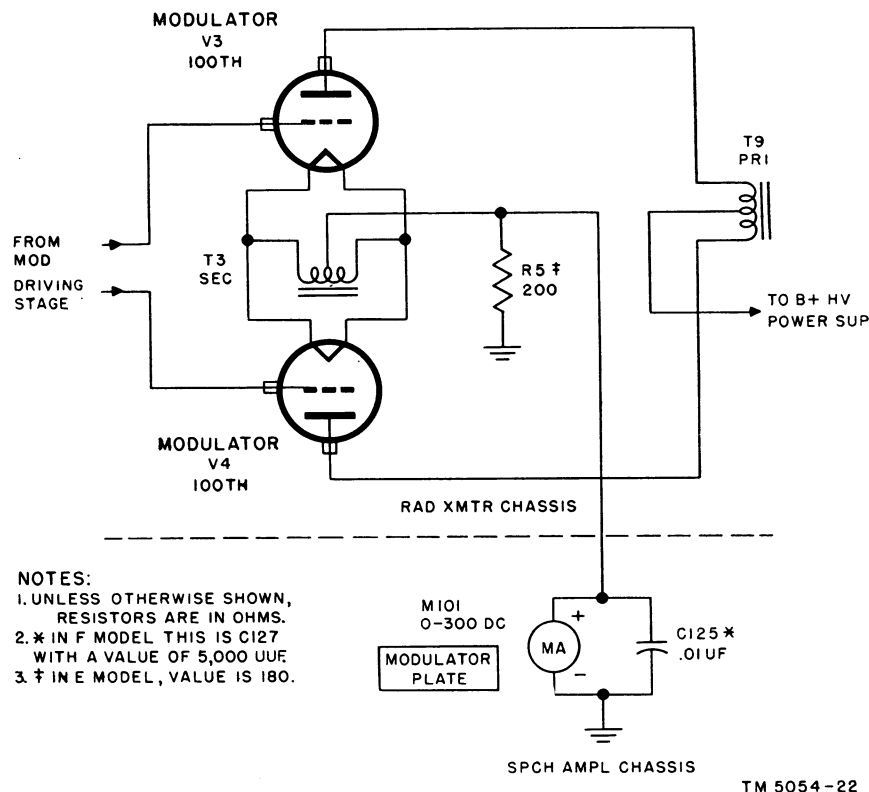 MODULATOR
V3
100TH
T9
PRI
FROM
MOD
DRIVING
STAGE
T3
SEC
R5 ‡
200
TO B+ HV
POWER SUP
MODULATOR
V4
100TH
RAD XMTR CHASSIS
NOTES:
1. UNLESS OTHERWISE SHOWN,
RESISTORS ARE IN OHMS.
2. * IN F MODEL THIS IS C127
WITH A VALUE OF 5,000 UUF.
3. ‡ IN E MODEL, VALUE IS 180.
M101
0-300 DC
MODULATOR
PLATE
+
MA
-
C125 *
.01UF
SPCH AMPL CHASSIS
TM 5054-22